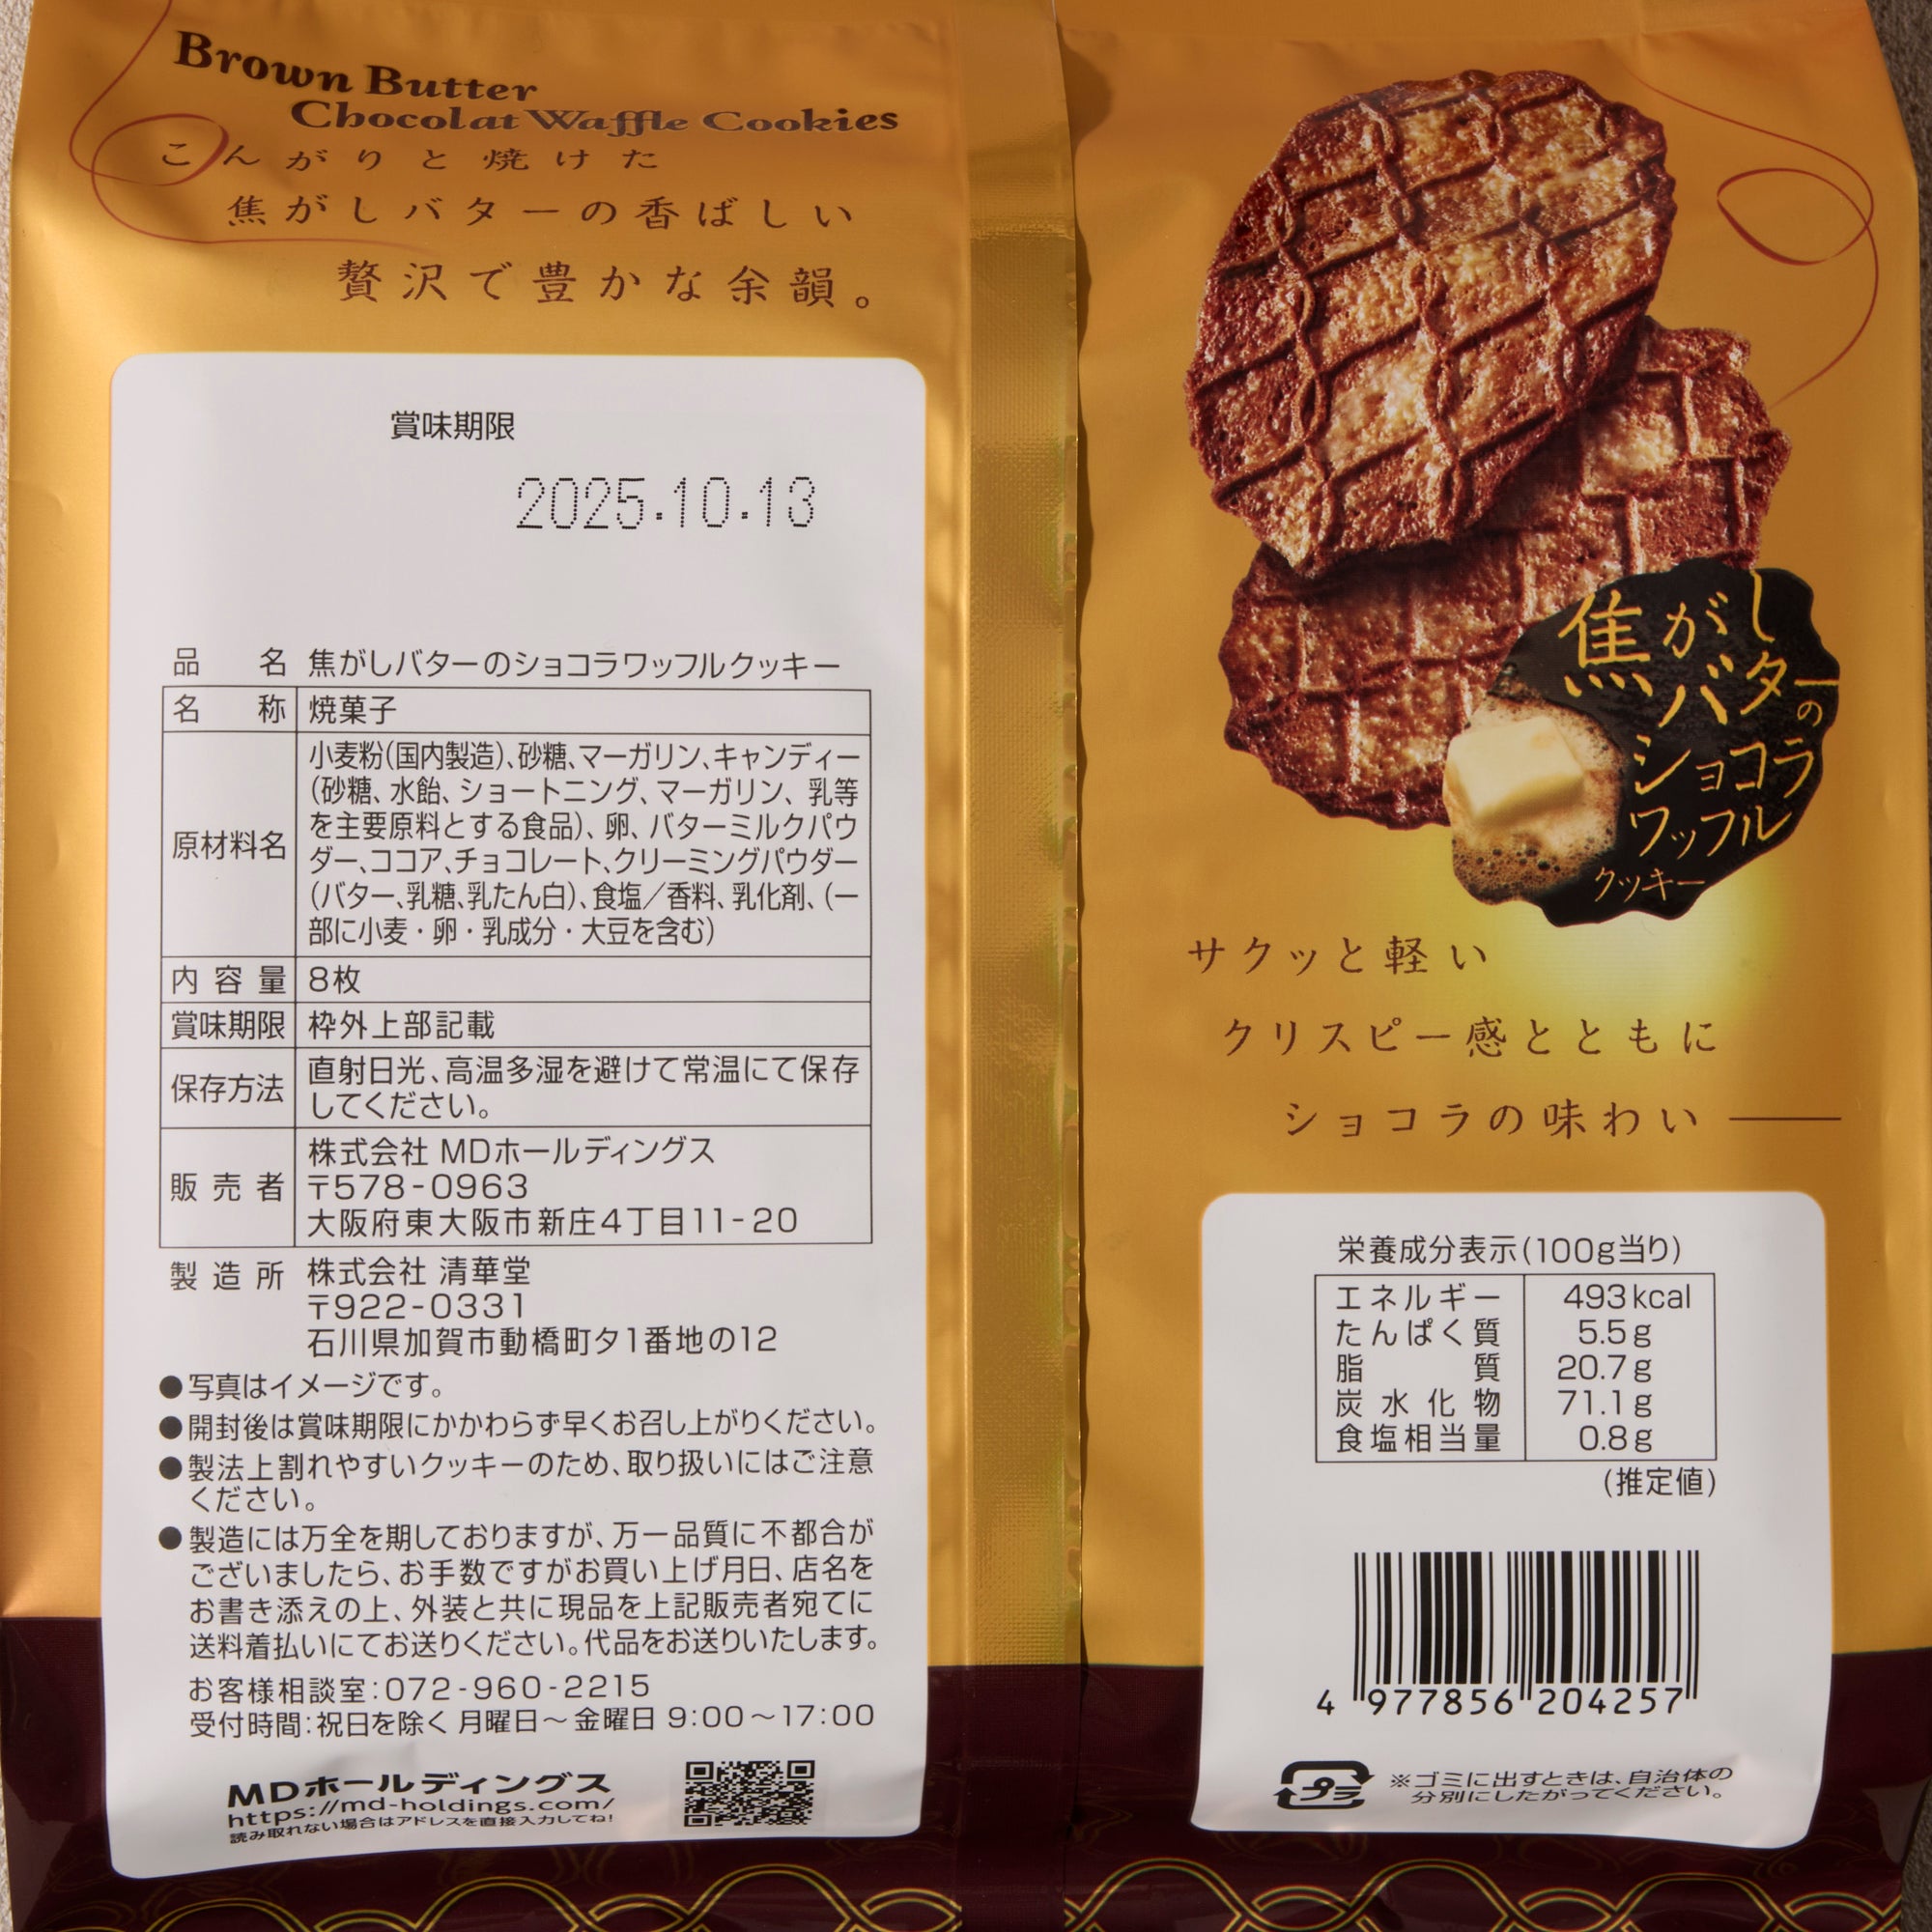 Brown Butter
Chocolat Waffle Cookies
こんがりと焼けた
焦がしバターの香ばしい
贅沢で豊かな余韻。
賞味期限
2025.10.13
品名 焦がしバターのショコラワッフルクッキー
名称 焼菓子
原材料名 小麦粉(国内製造)、砂糖、マーガリン、キャンディー
(砂糖、水飴、ショートニング、マーガリン、乳等
を主要原料とする食品)、卵、バターミルクパウ
ダー、ココア、チョコレート、クリーミングパウダー
(バター、乳糖、乳たん白)、食塩/香料、乳化剤、(一
部に小麦・卵・乳成分・大豆を含む)
内容量 8枚
賞味期限 枠外上部記載
保存方法 直射日光、高温多湿を避けて常温にて保存
してください。
販売者 株式会社 MDホールディングス
〒578-0963
大阪府東大阪市新庄4丁目11-20
製造所 株式会社 清華堂
〒922-0331
石川県加賀市動橋町タ1番地の12
●写真はイメージです。
●開封後は賞味期限にかかわらず早くお召し上がりください。
●製法上割れやすいクッキーのため、取り扱いにはご注意
ください。
●製造には万全を期しておりますが、万一品質に不都合が
ございましたら、お手数ですがお買い上げ月日、店名を
お書き添えの上、外装と共に現品を上記販売者宛てに
送料着払いにてお送りください。代品をお送りいたします。
お客様相談室:072-960-2215
受付時間:祝日を除く 月曜日～金曜日 9:00～17:00
MDホールディングス
https://md-holdings.com/
読み取れない場合はアドレスを直接入力してね!
焦がし
バターの
ショコラ
ワッフル
クッキー
サクッと軽い
クリスピー感とともに
ショコラの味わい――
栄養成分表示(100g当り)
エネルギー 493kcal
たんぱく質 5.5g
脂質 20.7g
炭水化物 71.1g
食塩相当量 0.8g
(推定値)
4 977856 204257
プラ
※ゴミに出すときは、自治体の
分別にしたがってください。